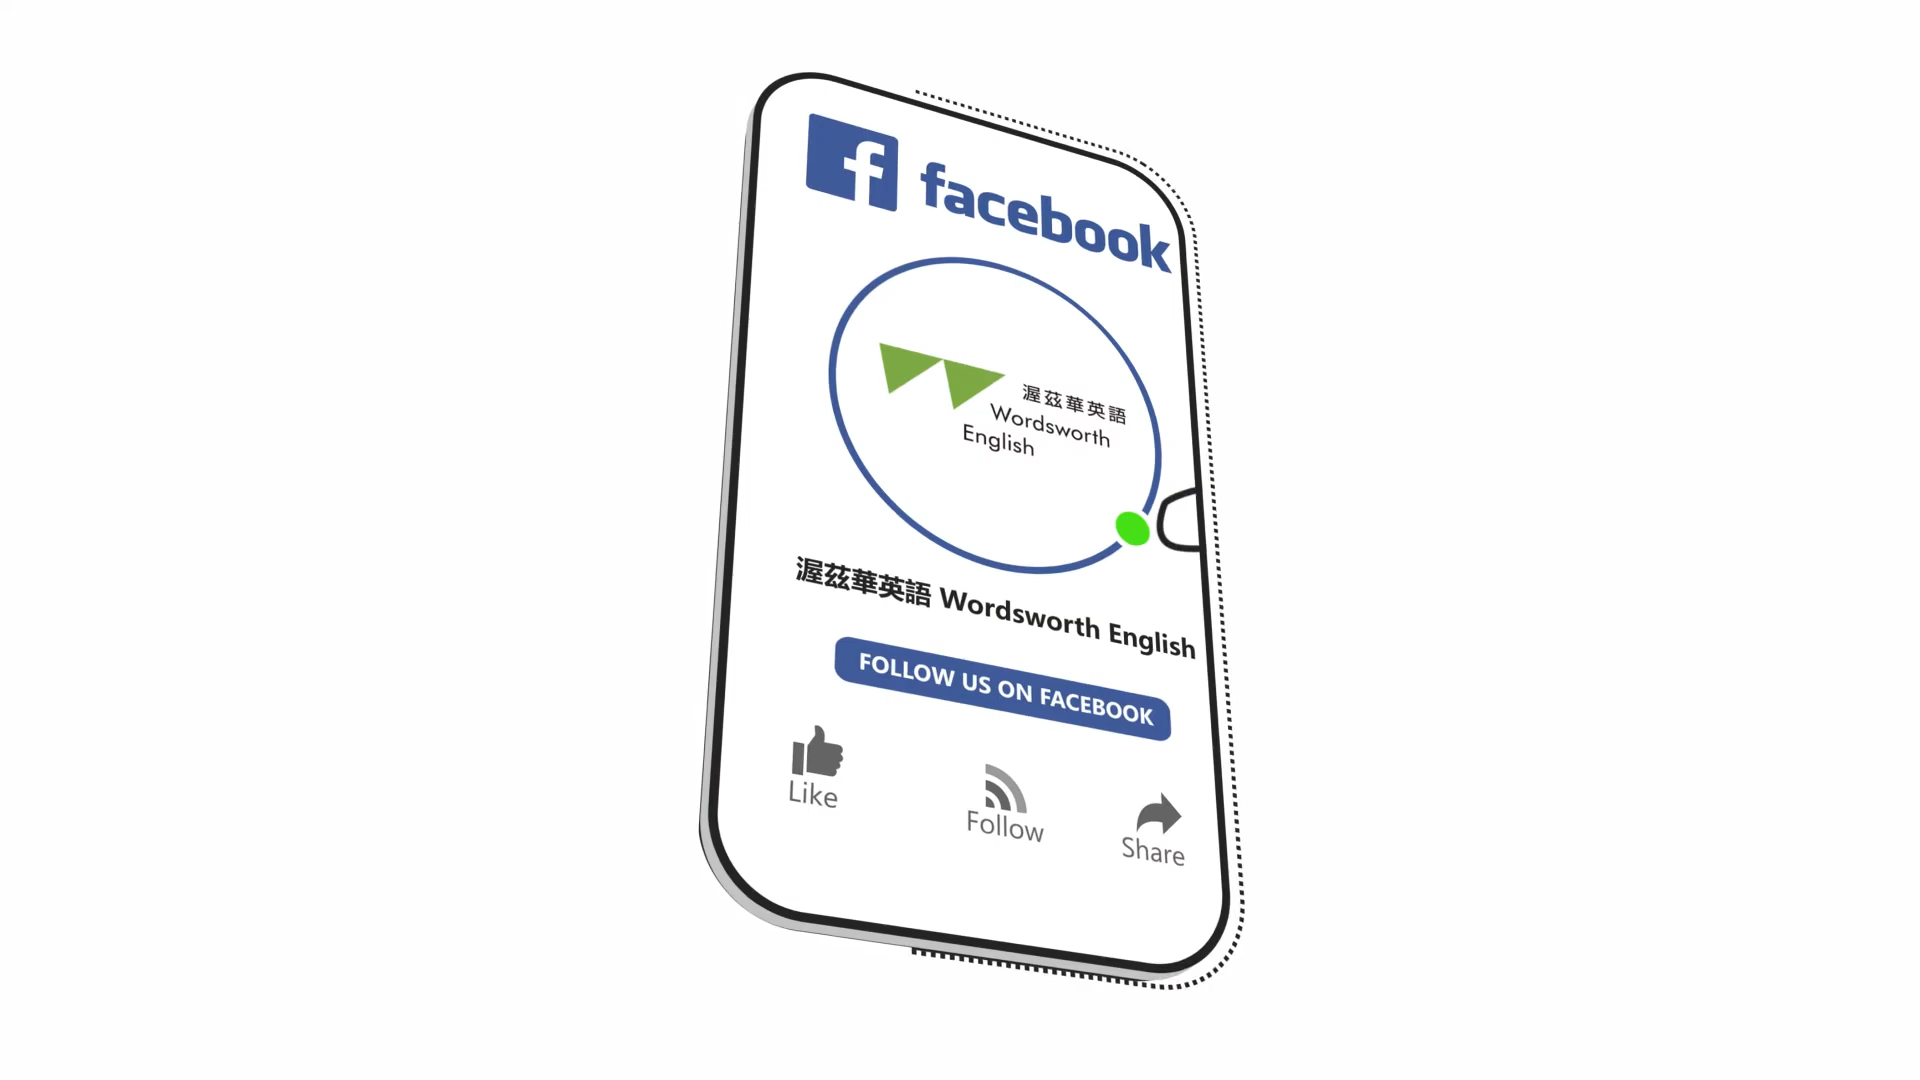 facebook
渥茲華英語
Wordsworth
English
渥茲華英語 Wordsworth English
FOLLOW US ON FACEBOOK
Like
Follow
Share